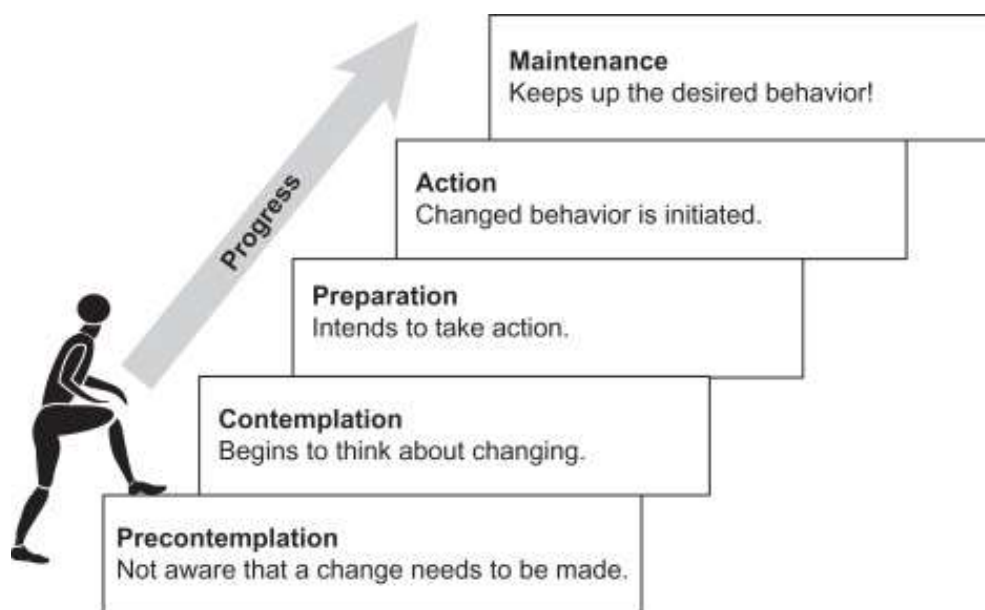 Maintenance
Keeps up the desired behavior!
Action
Changed behavior is initiated.
Progress
Preparation
Intends to take action.
Contemplation
Begins to think about changing.
Precontemplation
Not aware that a change needs to be made.